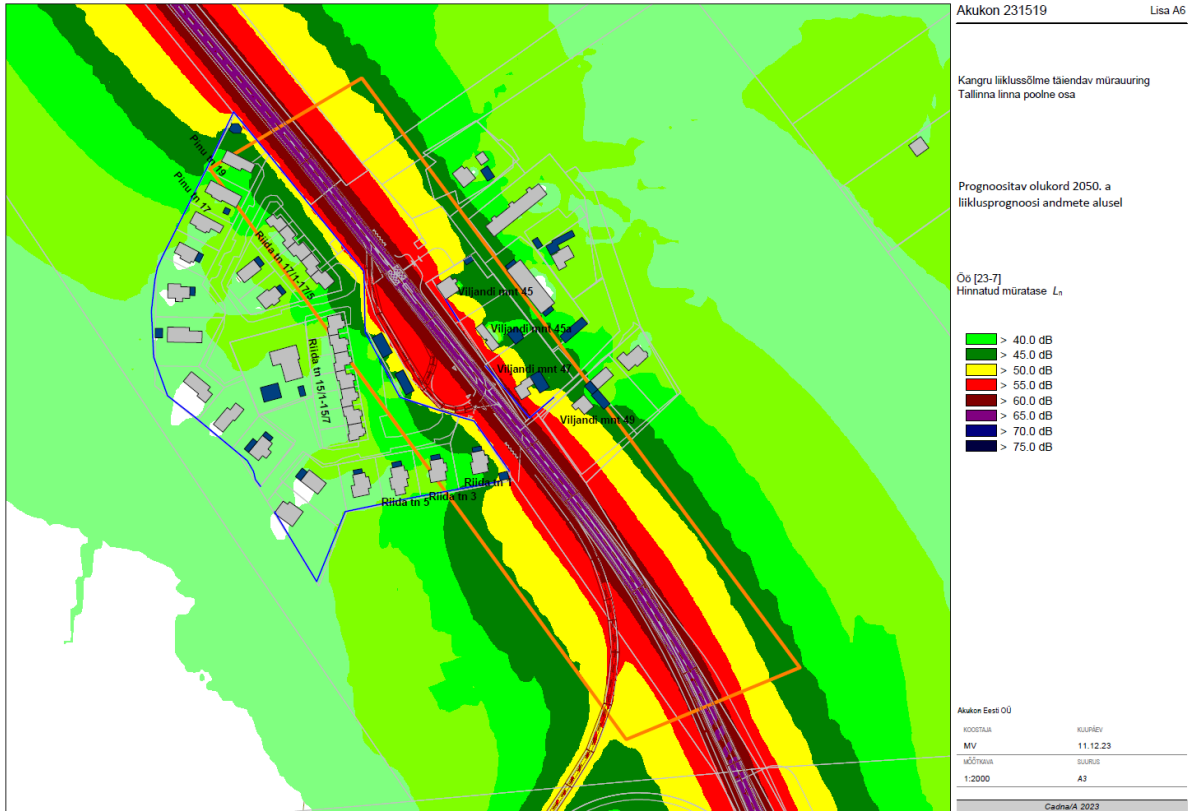 Akukon 231519
Lisa A6
Kangru liiklussõlme täiendav mürauuring
Tallinna linna poolne osa
Prognoositav olukord 2050. a
liiklusprognoosi andmete alusel
Öö [23-7]
Hinnatud müratase Ln
> 40.0 dB
> 45.0 dB
> 50.0 dB
> 55.0 dB
> 60.0 dB
> 65.0 dB
> 70.0 dB
> 75.0 dB
Pinu tn 19
Pinu tn 17
Riida tn 17/1-17/5
Riida tn 15/1-15/7
Viljandi mnt 45
Viljandi mnt 45a
Viljandi mnt 47
Viljandi mnt 49
Riida tn 1
Riida tn 3
Riida tn 5
Akukon Eesti OÜ
KOOSTAJA
KUUPÄEV
MV
11.12.23
MÕÕTKAVA
SUURUS
1:2000
A3
CadnaA 2023